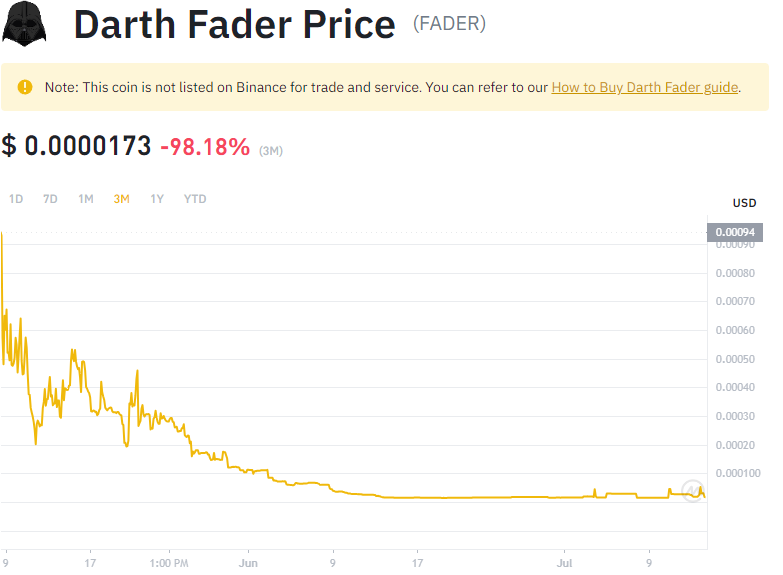 Darth Fader Price (FADER)
Note: This coin is not listed on Binance for trade and service. You can refer to our How to Buy Darth Fader guide.
$ 0.0000173 -98.18% (3M)
1D 7D 1M 3M 1Y YTD
USD
0.00094
0.00090
0.00080
0.00070
0.00060
0.00050
0.00040
0.00030
0.00020
0.000100
9 17 1:00 PM Jun 9 17 Jul 9